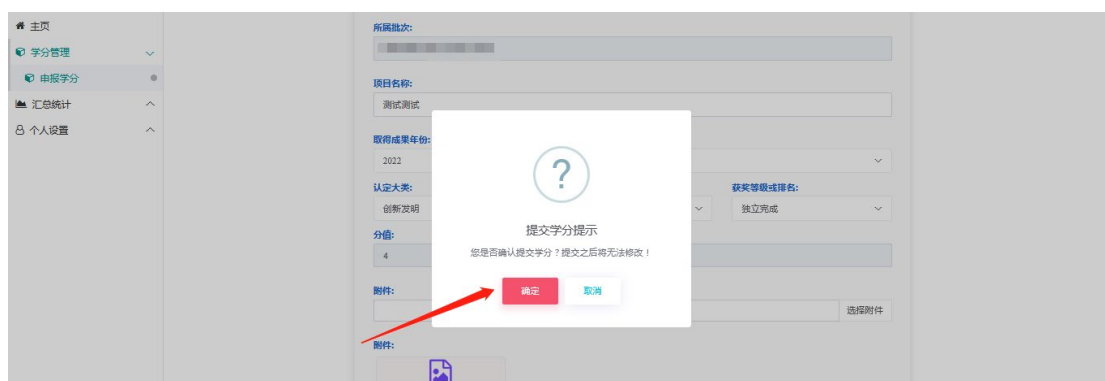 主页
学分管理
申报学分
汇总统计
个人设置
所属批次:
项目名称:
测试测试
取得成果年份:
2022
认定大类:
获奖等级或排名:
创新发明
独立完成
分值:
4
附件:
选择附件
附件:
?
提交学分提示
您是否确认提交学分?提交之后将无法修改!
确定
取消